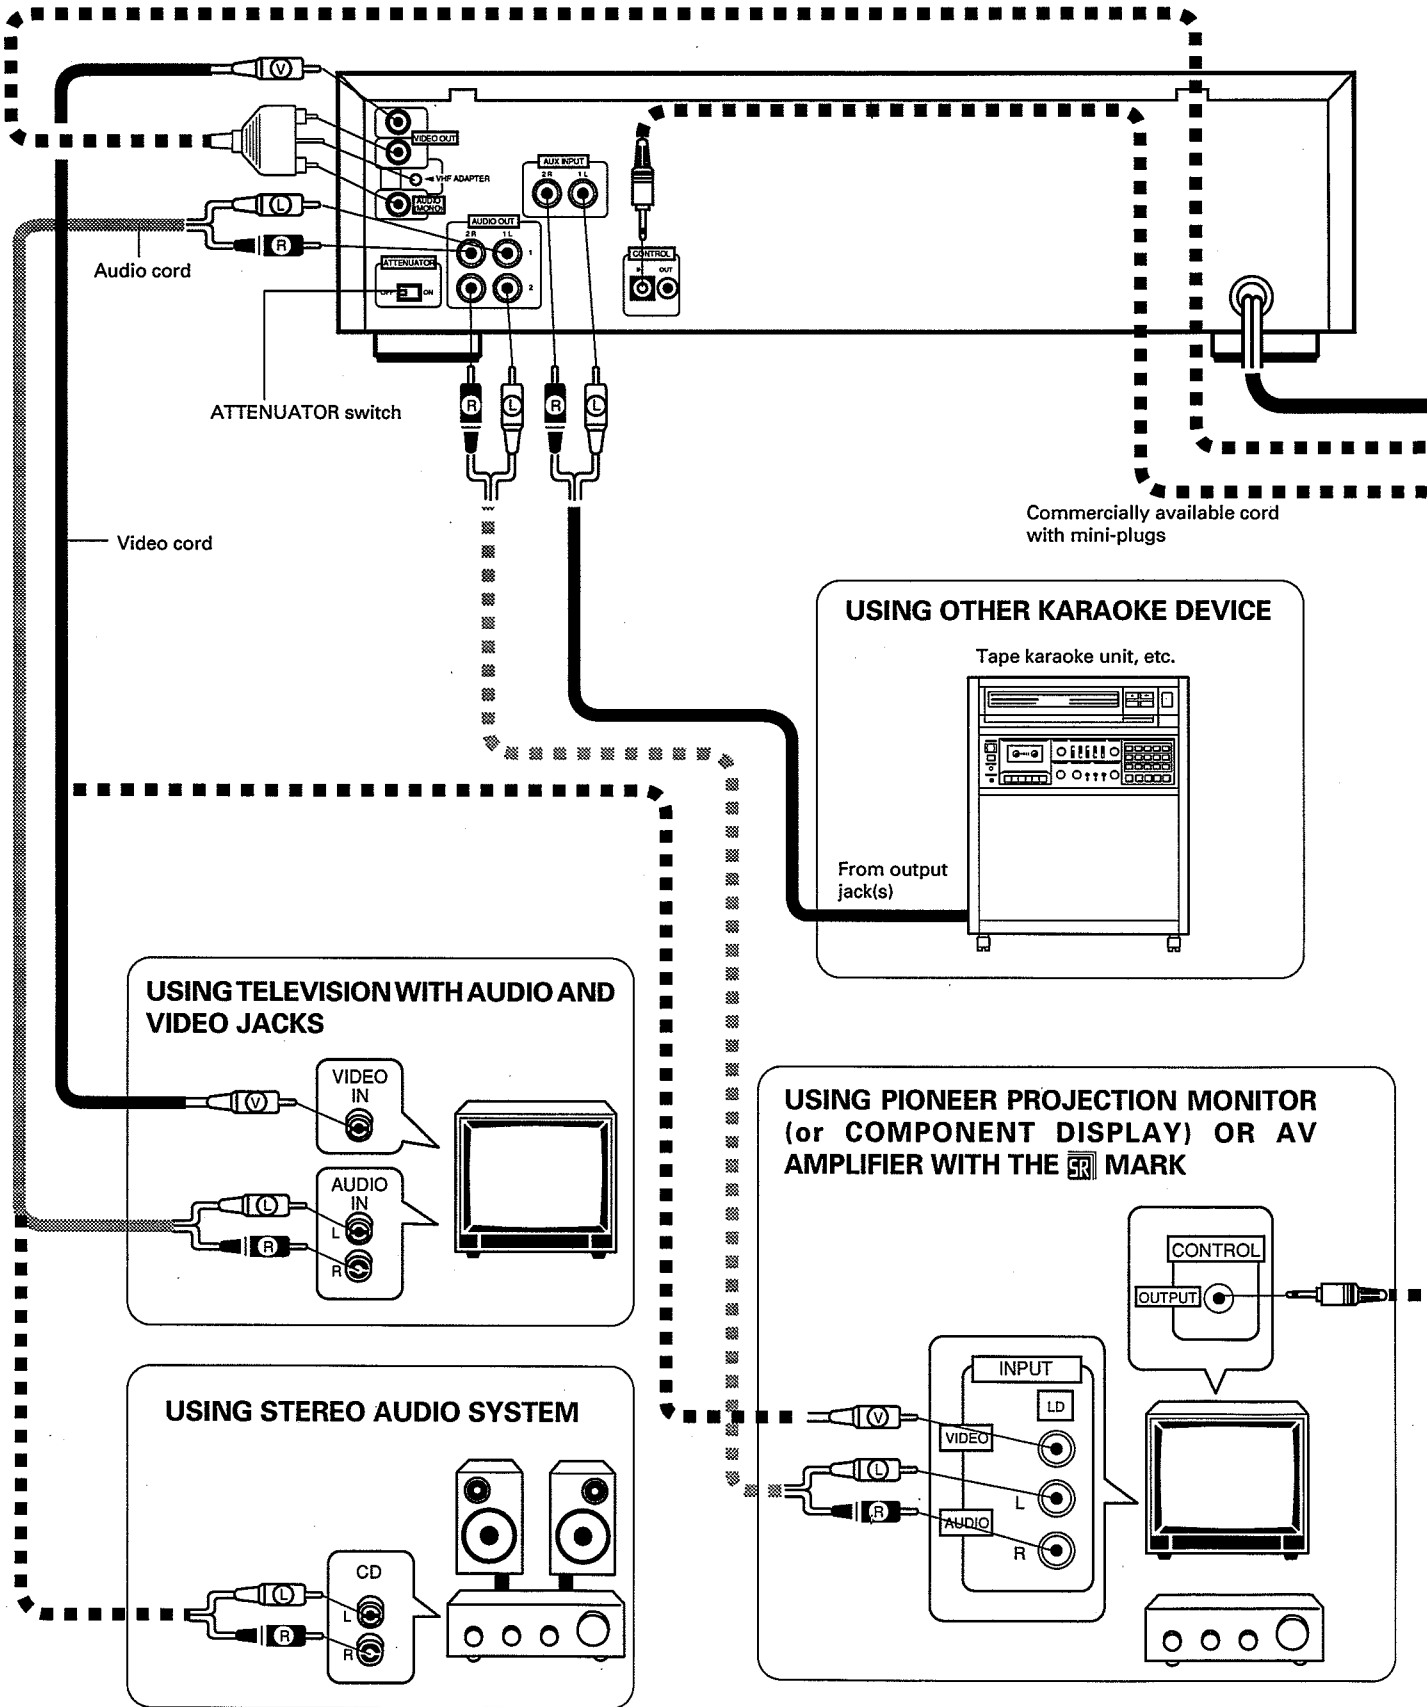 V
VIDEO OUT
VHF ADAPTER
AUDIO
(MONO)
AUX INPUT
2 R 1 L
L
R
AUDIO OUT
2 R 1 L
1
2
CONTROL
IN OUT
ATTENUATOR
OFF ON
Audio cord
R L R L
ATTENUATOR switch
Commercially available cord
with mini-plugs
Video cord
USING OTHER KARAOKE DEVICE
Tape karaoke unit, etc.
From output
jack(s)
USING TELEVISION WITH AUDIO AND
VIDEO JACKS
VIDEO
IN
V
AUDIO
IN
L
L
R
R
USING PIONEER PROJECTION MONITOR
(or COMPONENT DISPLAY) OR AV
AMPLIFIER WITH THE SR MARK
CONTROL
OUTPUT
INPUT
LD
V
VIDEO
L
L
R
AUDIO
R
USING STEREO AUDIO SYSTEM
CD
L
L
R
R